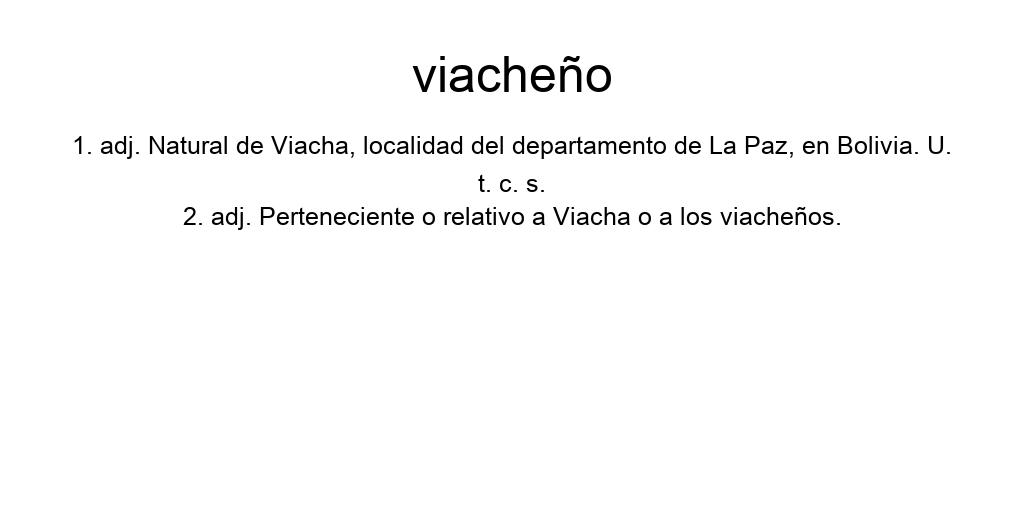 viacheño
1. adj. Natural de Viacha, localidad del departamento de La Paz, en Bolivia. U.
t. c. s.
2. adj. Perteneciente o relativo a Viacha o a los viacheños.